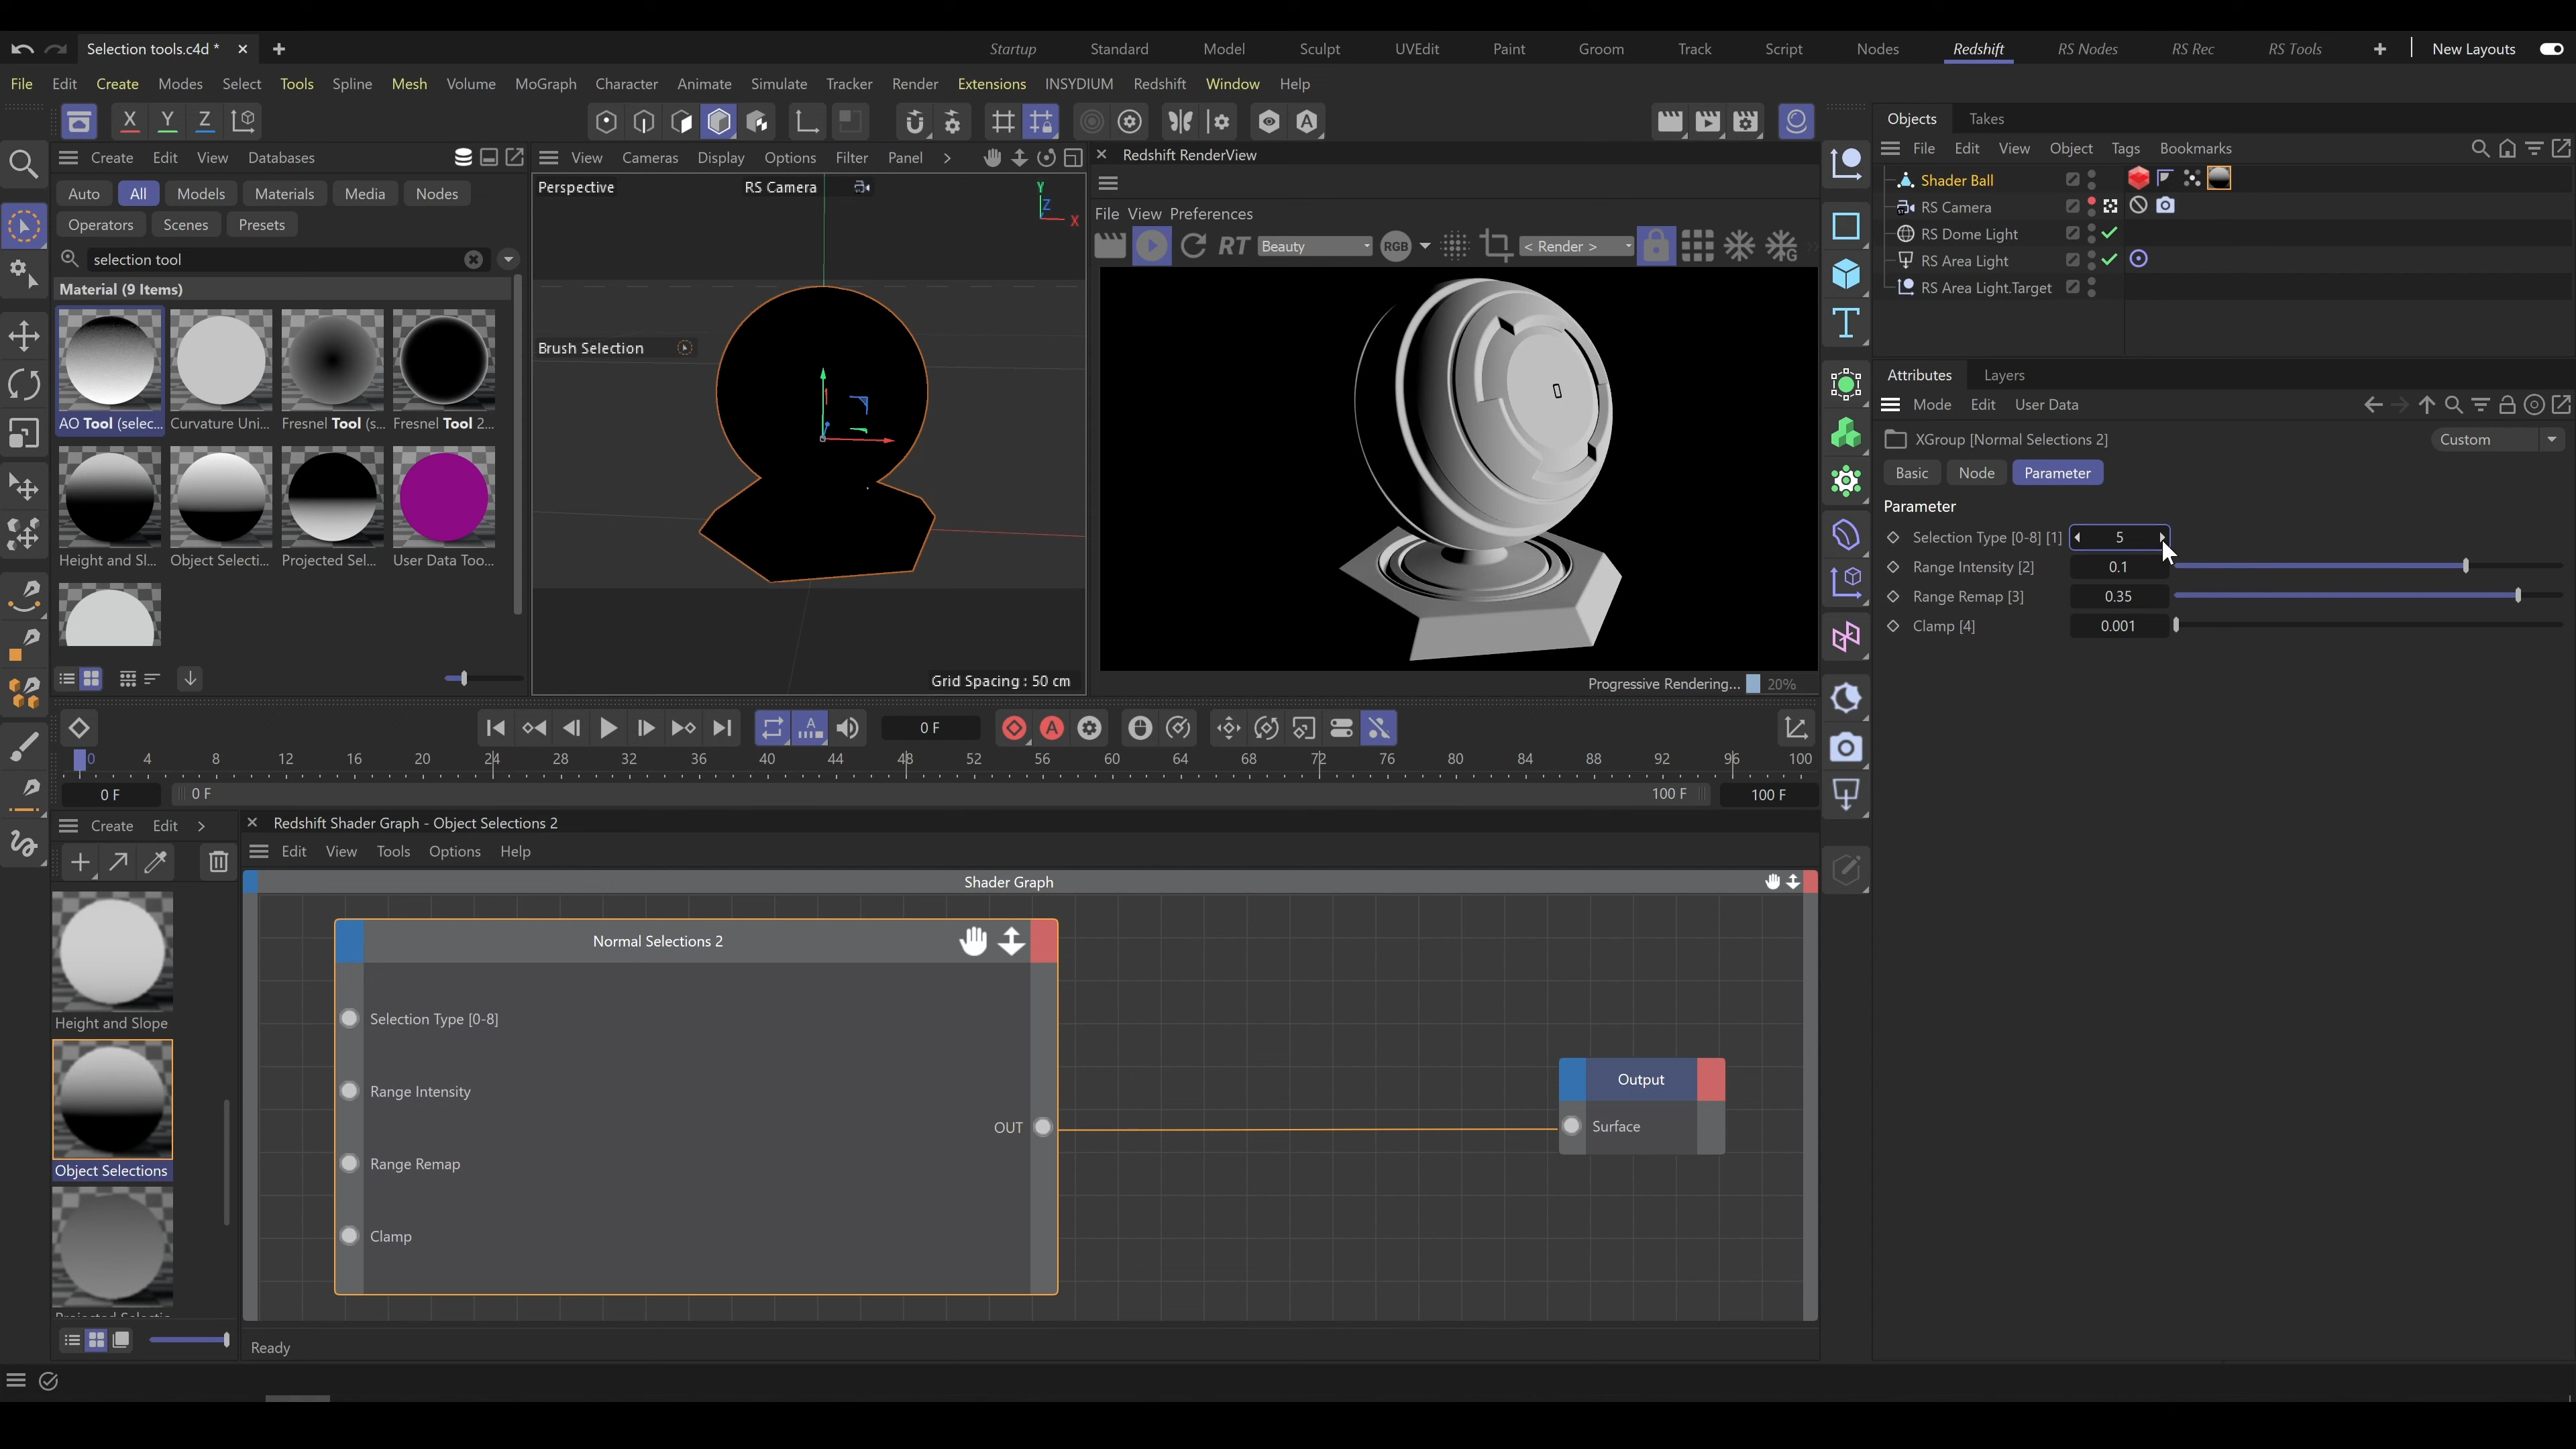 Selection tools.c4d *
Startup Standard Model Sculpt UVEdit Paint Groom Track Script Nodes Redshift RS Nodes RS Rec RS Tools New Layouts
File Edit Create Modes Select Tools Spline Mesh Volume MoGraph Character Animate Simulate Tracker Render Extensions INSYDIUM Redshift Window Help
X Y Z
Create Edit View Databases
Auto All Models Materials Media Nodes
Operators Scenes Presets
selection tool
Material (9 Items)
AO Tool (selec... Curvature Uni... Fresnel Tool (s... Fresnel Tool 2...
Height and Sl... Object Selecti... Projected Sel... User Data Too...
View Cameras Display Options Filter Panel
Perspective RS Camera
Y
Z
X
Brush Selection
Grid Spacing : 50 cm
Redshift RenderView
File View Preferences
RT Beauty RGB < Render > G
Progressive Rendering... 20%
Objects Takes
File Edit View Object Tags Bookmarks
Shader Ball
RS Camera
RS Dome Light
RS Area Light
RS Area Light.Target
Attributes Layers
Mode Edit User Data
XGroup [Normal Selections 2] Custom
Basic Node Parameter
Parameter
Selection Type [0-8] [1] 5
Range Intensity [2] 0.1
Range Remap [3] 0.35
Clamp [4] 0.001
0 F
0 4 8 12 16 20 24 28 32 36 40 44 48 52 56 60 64 68 72 76 80 84 88 92 96 100
0 F 0 F 100 F 100 F
Create Edit
Height and Slope
Object Selections
Redshift Shader Graph - Object Selections 2
Edit View Tools Options Help
Shader Graph
Normal Selections 2
Selection Type [0-8]
Range Intensity
OUT
Range Remap
Clamp
Output
Surface
Ready